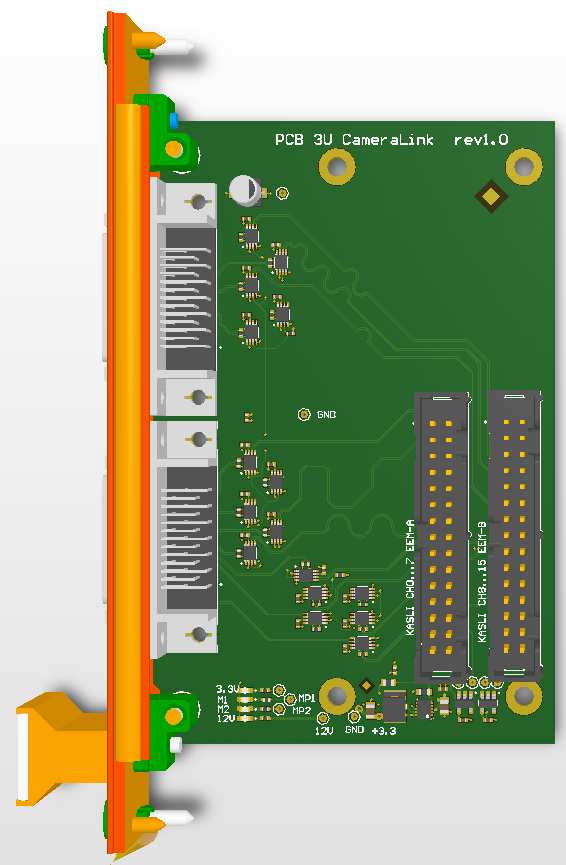 PCB 3U CameraLink rev1.0
GND
KASLI CH0...7 EEM-A
KASLI CH8...15 EEM-B
3.3V
M1
M2
12V
MP1
MP2
12V
GND
+3.3